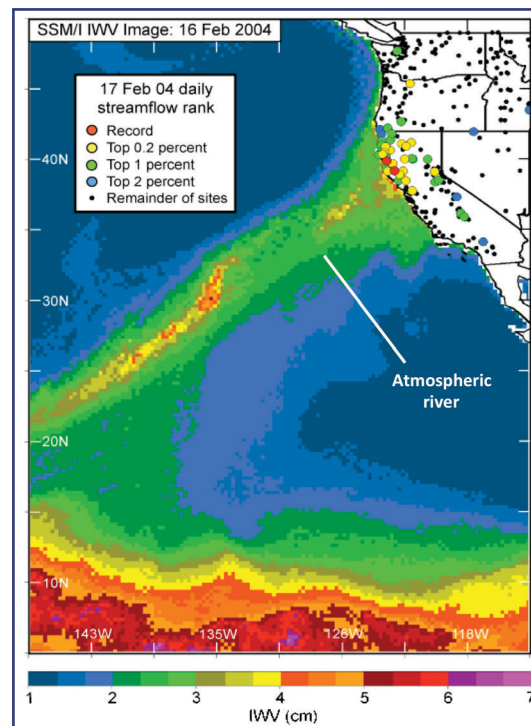 SSM/I IWV Image: 16 Feb 2004
17 Feb 04 daily
streamflow rank
Record
Top 0.2 percent
Top 1 percent
Top 2 percent
Remainder of sites
40N
30N
Atmospheric
river
20N
10N
143W 135W 126W 118W
1 2 3 4 5 6 7
IWV (cm)